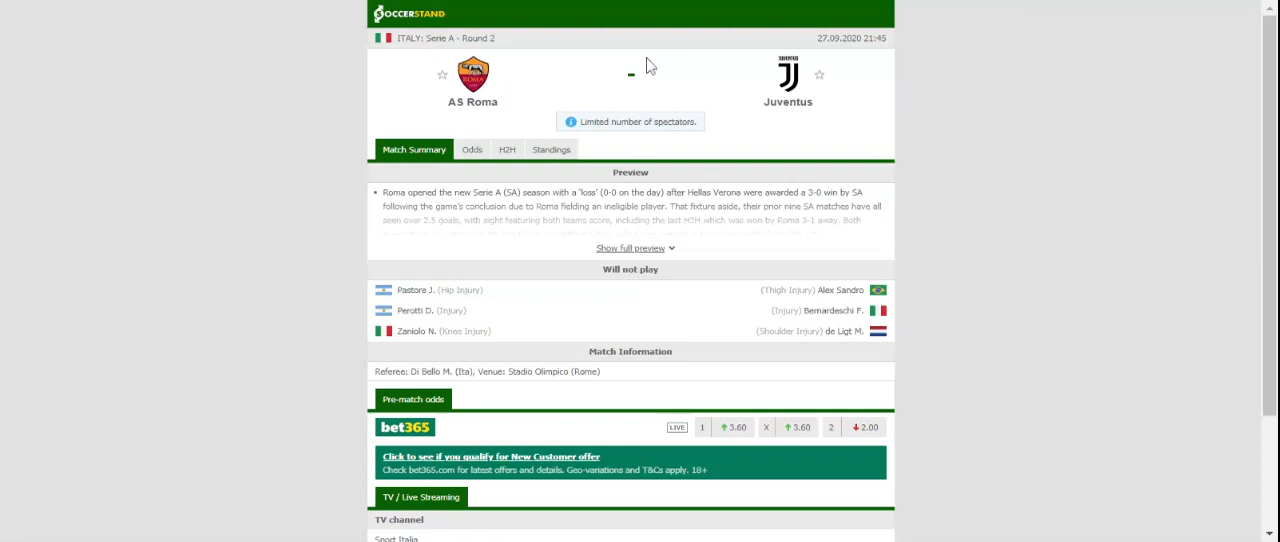 SOCCERSTAND
ITALY: Serie A - Round 2 27.09.2020 21:45
-
AS Roma Juventus
Limited number of spectators.
Match Summary Odds H2H Standings
Preview
Roma opened the new Serie A (SA) season with a 'loss' (0-0 on the day) after Hellas Verona were awarded a 3-0 win by SA
following the game's conclusion due to Roma fielding an ineligible player. That fixture aside, their prior nine SA matches have all
seen over 2.5 goals, with eight featuring both teams score, including the last H2H which was won by Roma 3-1 away. Both
Show full preview
Will not play
Pastore J. (Hip Injury) (Thigh Injury) Alex Sandro
Perotti D. (Injury) (Injury) Bernardeschi F.
Zaniolo N. (Knee Injury) (Shoulder Injury) de Ligt M.
Match Information
Referee: Di Bello M. (Ita), Venue: Stadio Olimpico (Rome)
Pre-match odds
bet365 LIVE 1 3.60 X 3.60 2 2.00
Click to see if you qualify for New Customer offer
Check bet365.com for latest offers and details. Geo-variations and T&Cs apply. 18+
TV / Live Streaming
TV channel
Sport Italia